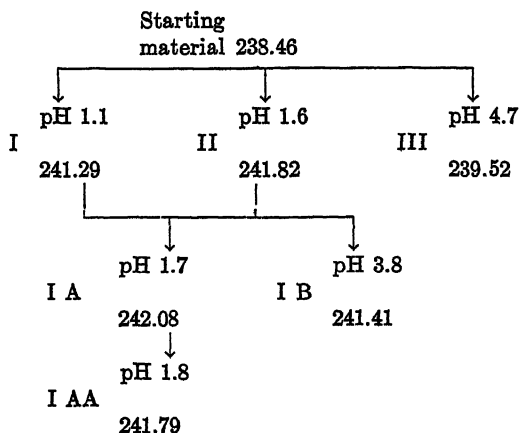 Starting
material 238.46
pH 1.1 pH 1.6 pH 4.7
I II III
241.29 241.82 239.52
pH 1.7 pH 3.8
I A I B
242.08 241.41
pH 1.8
I AA
241.79